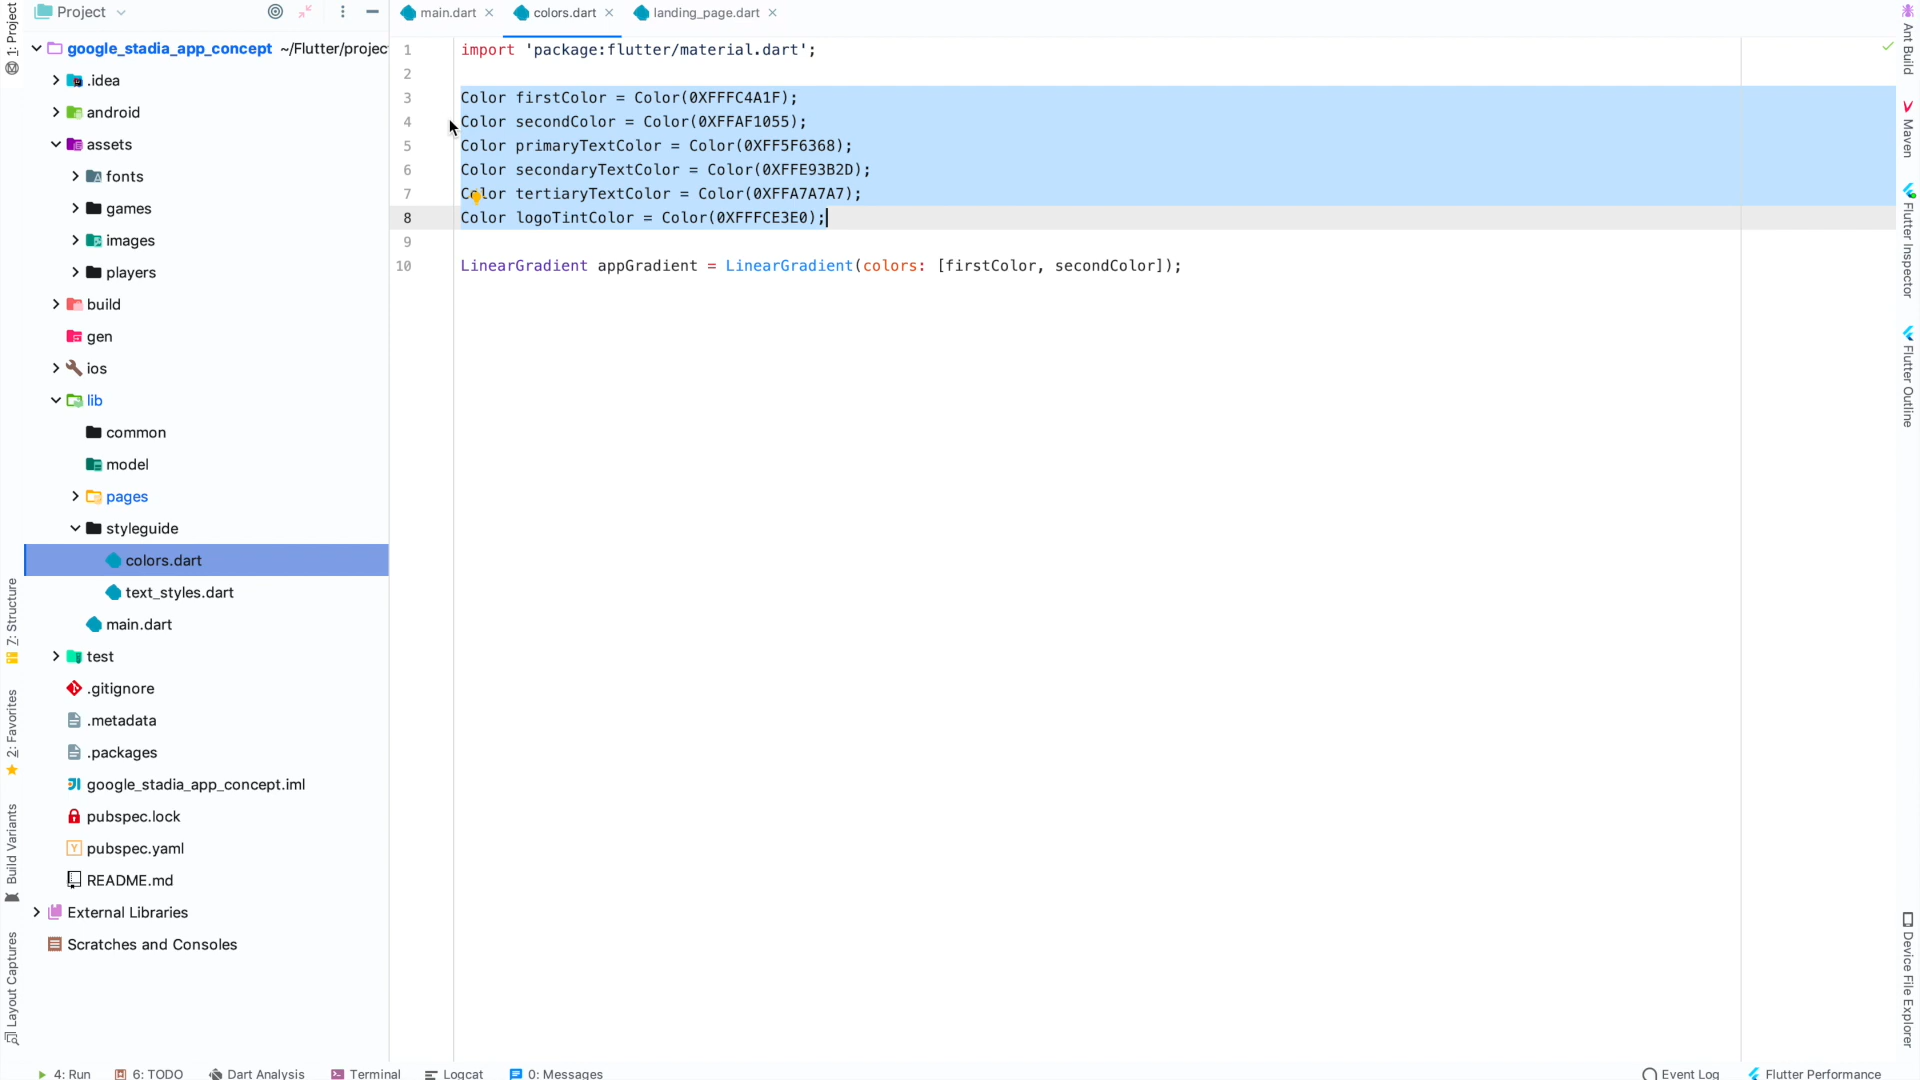 Project
main.dart
colors.dart
landing_page.dart
1: Project
google_stadia_app_concept ~/Flutter/projec
.idea
android
assets
fonts
games
images
players
build
gen
ios
lib
common
model
pages
styleguide
colors.dart
text_styles.dart
main.dart
test
.gitignore
.metadata
.packages
google_stadia_app_concept.iml
pubspec.lock
pubspec.yaml
README.md
External Libraries
Scratches and Consoles
Z: Structure
2: Favorites
Build Variants
Layout Captures
1 import 'package:flutter/material.dart';
2
3 Color firstColor = Color(0XFFFC4A1F);
4 Color secondColor = Color(0XFFAF1055);
5 Color primaryTextColor = Color(0XFF5F6368);
6 Color secondaryTextColor = Color(0XFFE93B2D);
7 Color tertiaryTextColor = Color(0XFFA7A7A7);
8 Color logoTintColor = Color(0XFFFCE3E0);
9
10 LinearGradient appGradient = LinearGradient(colors: [firstColor, secondColor]);
Ant Build
Maven
Flutter Inspector
Flutter Outline
Device File Explorer
4: Run
6: TODO
Dart Analysis
Terminal
Logcat
0: Messages
Event Log
Flutter Performance